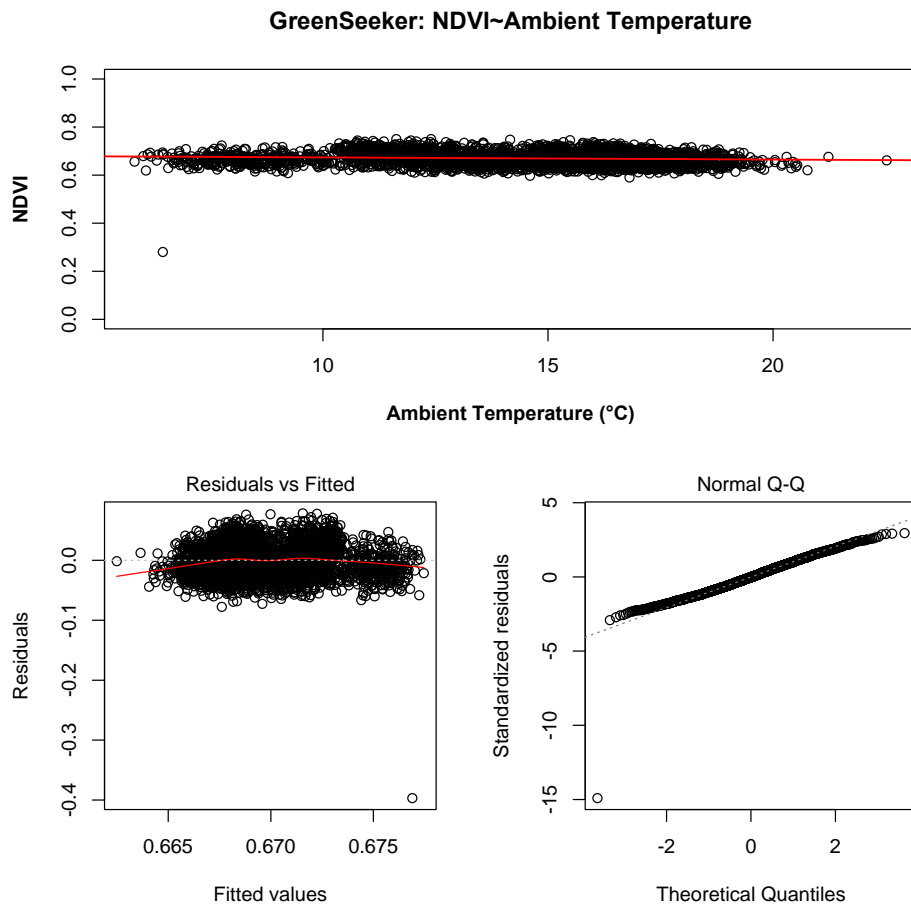 GreenSeeker: NDVI~Ambient Temperature
NDVI
0.0 0.2 0.4 0.6 0.8 1.0
10 15 20
Ambient Temperature (°C)
Residuals vs Fitted
Residuals
-0.4 -0.3 -0.2 -0.1 0.0
0.665 0.670 0.675
Fitted values
Normal Q-Q
Standardized residuals
-15 -10 -5 0 5
-2 0 2
Theoretical Quantiles